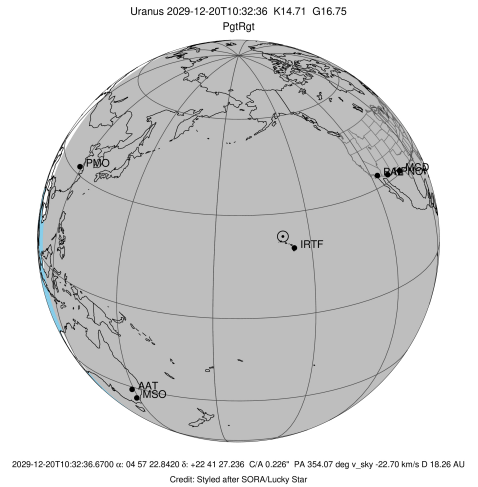 Uranus 2029-12-20T10:32:36 K14.71 G16.75
PgtRgt
PMO
MCD
IRTF
AAT
MSO
2029-12-20T10:32:36.6700 α: 04 57 22.8420 δ: +22 41 27.236 C/A 0.226" PA 354.07 deg v_sky -22.70 km/s D 18.26 AU
Credit: Styled after SORA/Lucky Star